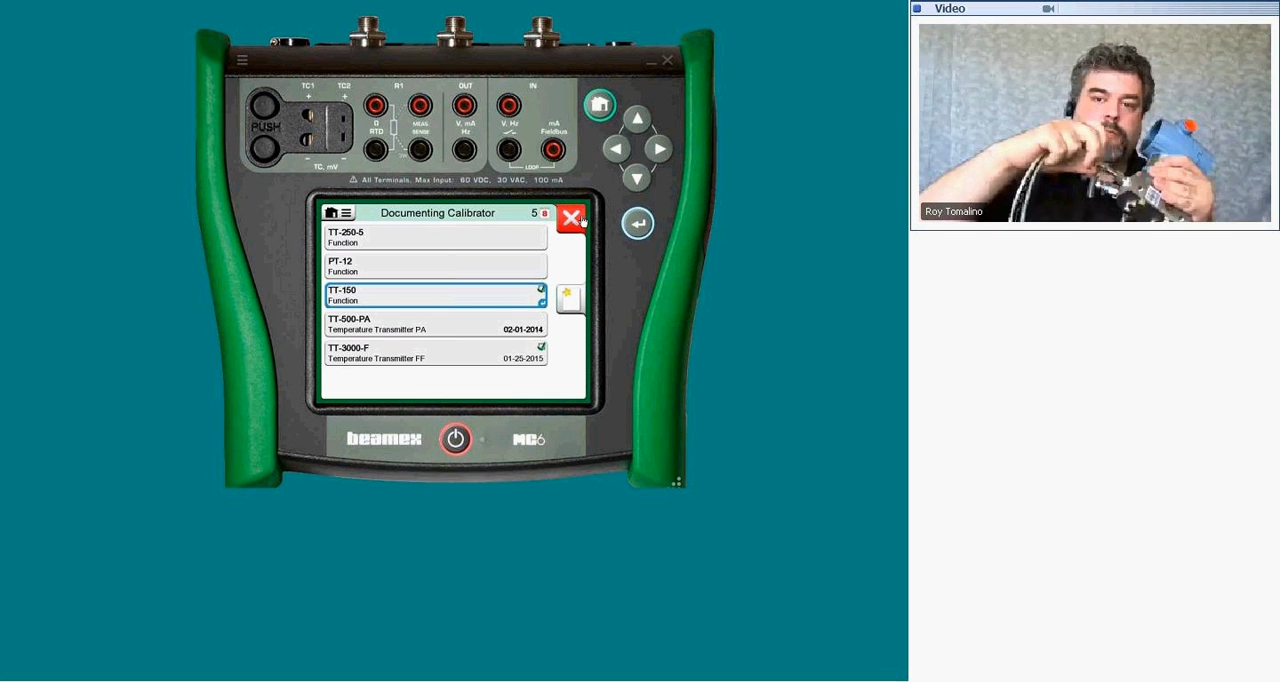 Video
TC1
TC2
R1
OUT
IN
+
+
PUSH
Ω
RTD
MEAS
SENSE
V, mA
Hz
V, Hz
mA
Fieldbus
−
−
TC, mV
LOOP
⚠ All Terminals, Max Input: 60 VDC, 30 VAC, 100 mA
Documenting Calibrator 5 8
TT-250-5
Function
PT-12
Function
TT-150
Function
TT-500-PA
Temperature Transmitter PA 02-01-2014
TT-3000-F
Temperature Transmitter FF 01-25-2015
beamex MC6
Roy Tomalino